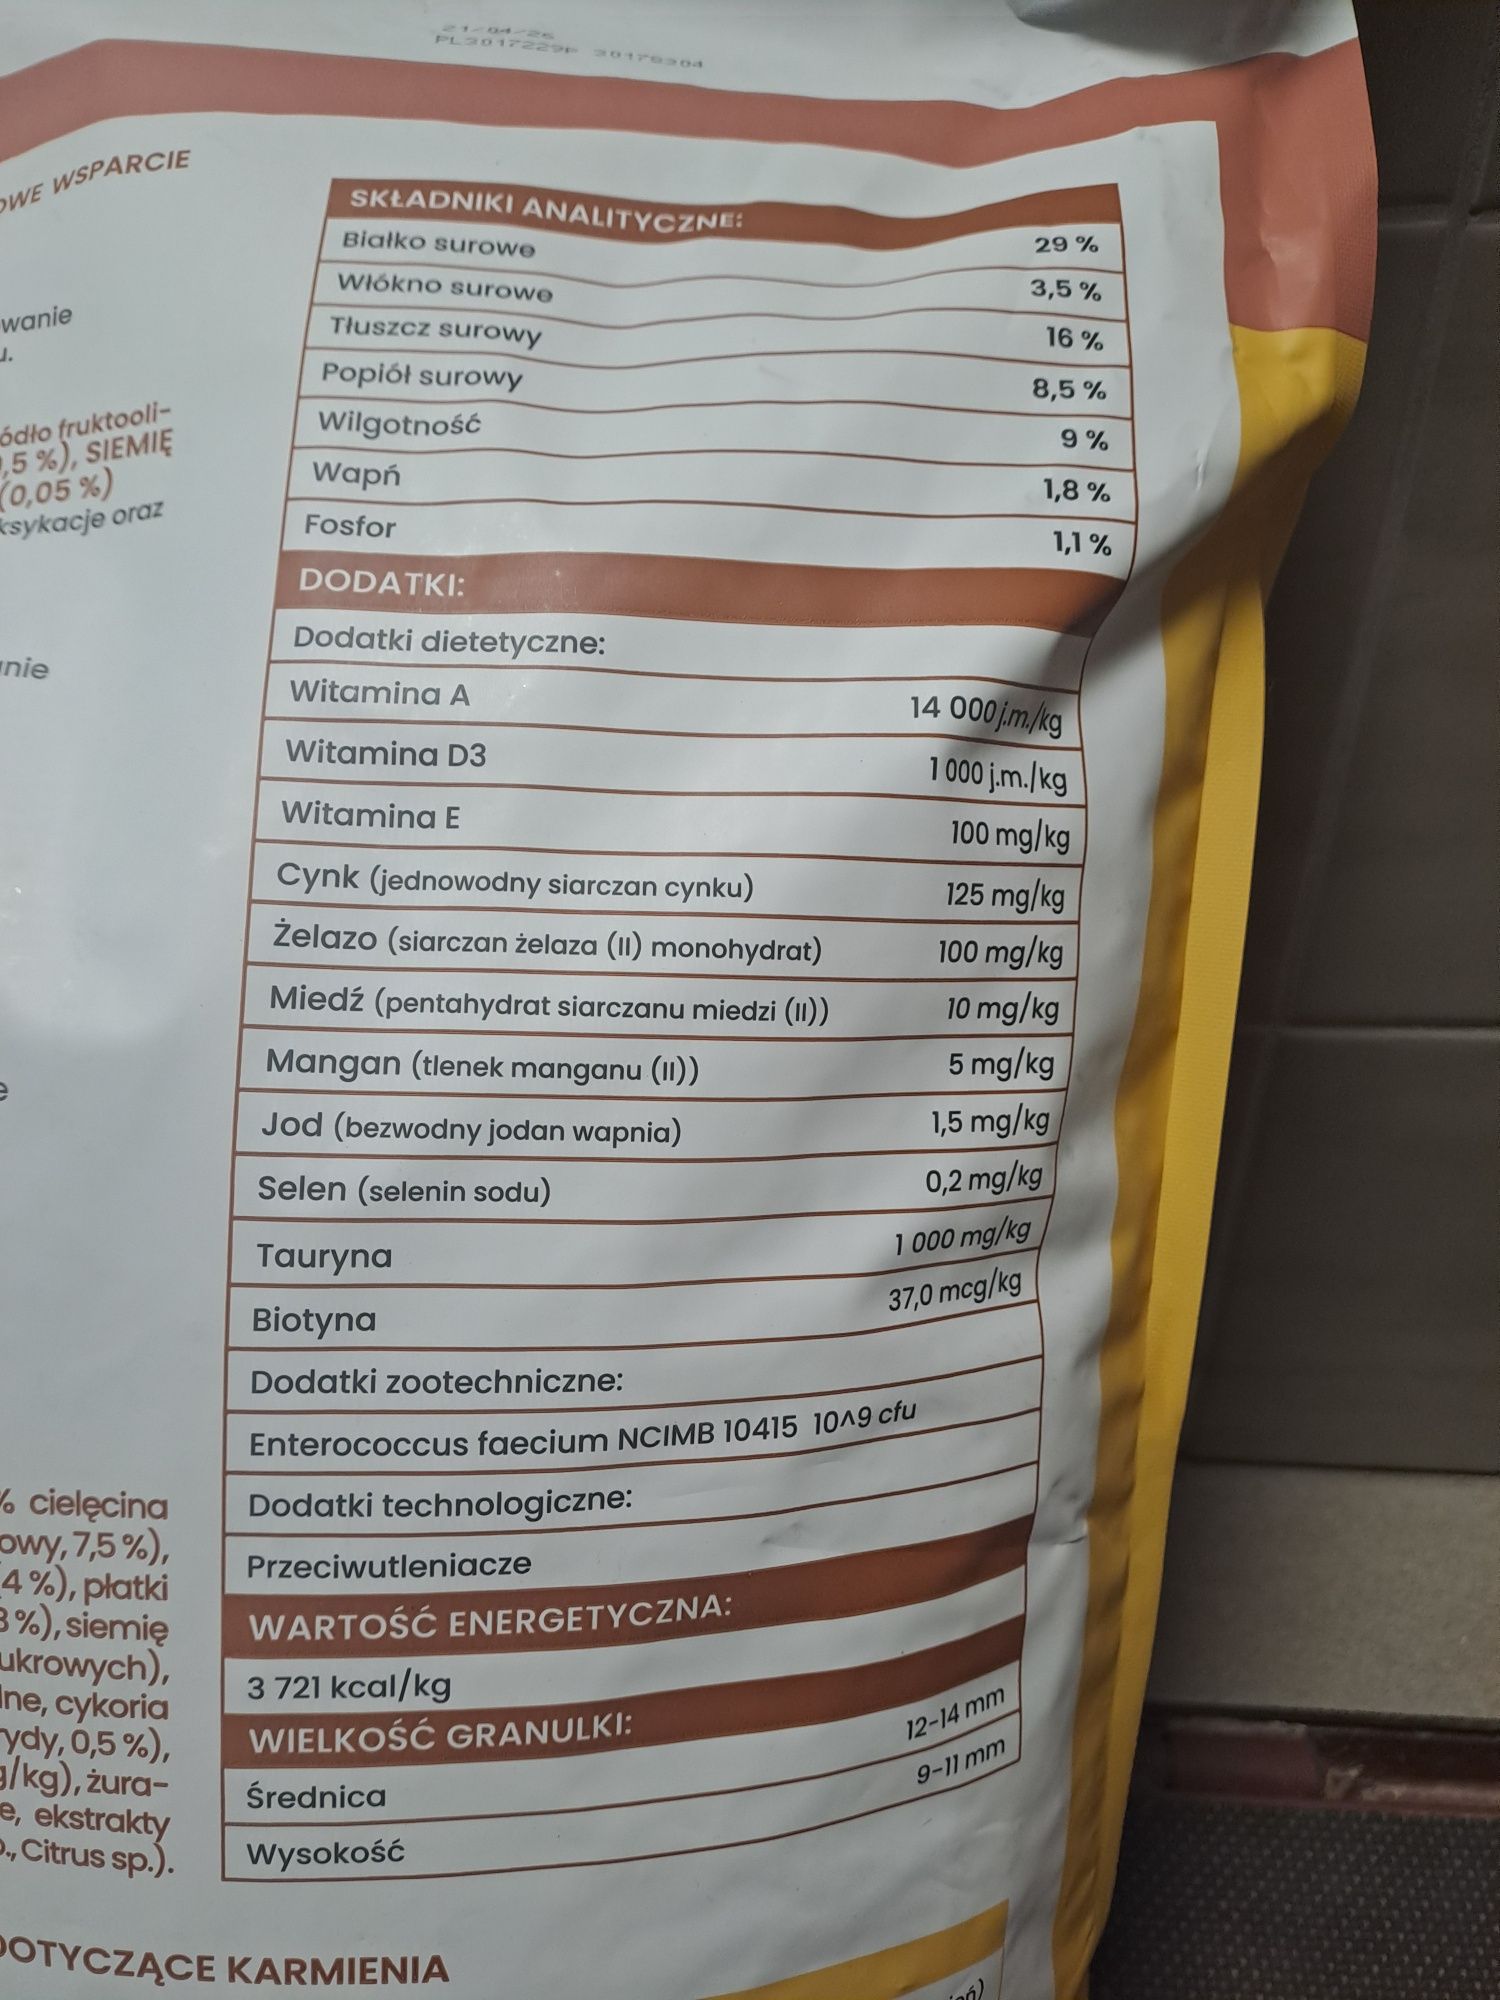 21/04/26
PL3017229P 30176304
OWE WSPARCIE
wanie
u.
ódło fruktooli-
,5 %), SIEMIĘ
(0,05 %)
ksykacje oraz
nie
e
% cielęcina
owy, 7,5 %),
4 %), płatki
3 %), siemię
ukrowych),
lne, cykoria
rydy, 0,5 %),
g/kg), żura-
e, ekstrakty
o., Citrus sp.).
SKŁADNIKI ANALITYCZNE:
Białko surowe 29 %
Włókno surowe 3,5 %
Tłuszcz surowy 16 %
Popiół surowy 8,5 %
Wilgotność 9 %
Wapń 1,8 %
Fosfor 1,1 %
DODATKI:
Dodatki dietetyczne:
Witamina A 14 000 j.m./kg
Witamina D3 1 000 j.m./kg
Witamina E 100 mg/kg
Cynk (jednowodny siarczan cynku) 125 mg/kg
Żelazo (siarczan żelaza (II) monohydrat) 100 mg/kg
Miedź (pentahydrat siarczanu miedzi (II)) 10 mg/kg
Mangan (tlenek manganu (II)) 5 mg/kg
Jod (bezwodny jodan wapnia) 1,5 mg/kg
Selen (selenin sodu) 0,2 mg/kg
Tauryna 1 000 mg/kg
Biotyna 37,0 mcg/kg
Dodatki zootechniczne:
Enterococcus faecium NCIMB 10415 10^9 cfu
Dodatki technologiczne:
Przeciwutleniacze
WARTOŚĆ ENERGETYCZNA:
3 721 kcal/kg
WIELKOŚĆ GRANULKI:
Średnica 12-14 mm
Wysokość 9-11 mm
DOTYCZĄCE KARMIENIA